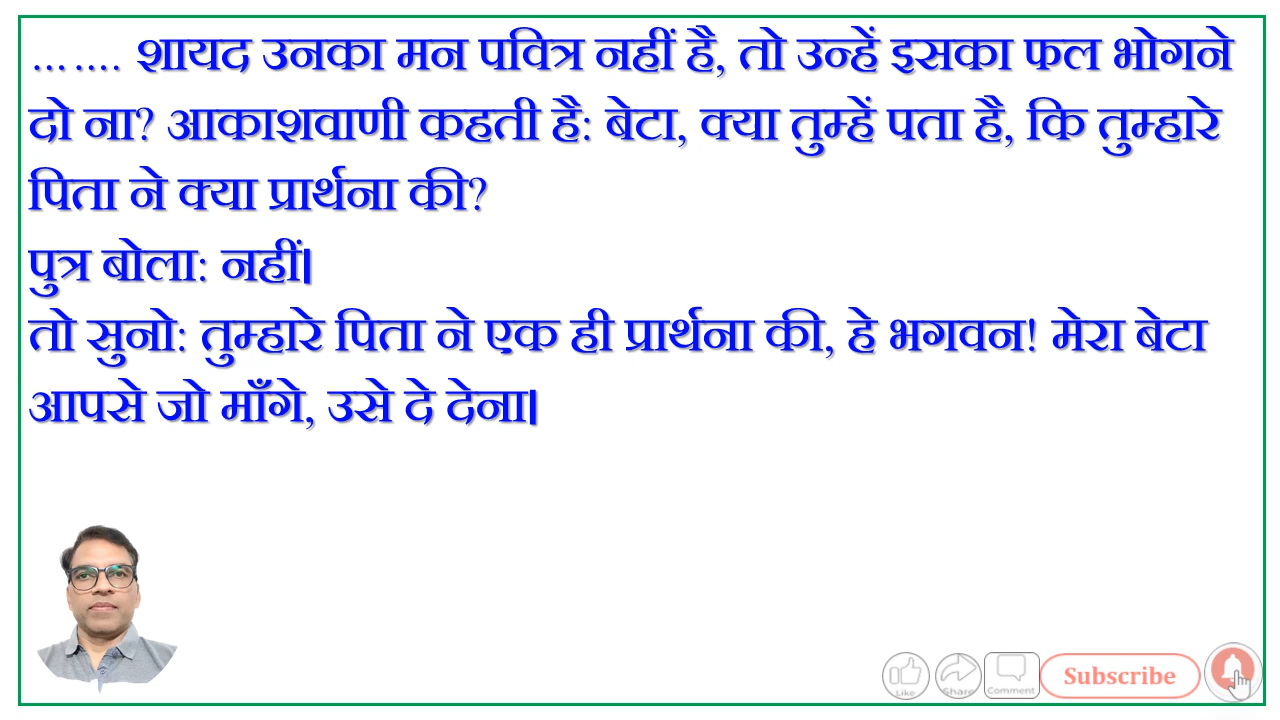 ……. शायद उनका मन पवित्र नहीं है, तो उन्हें इसका फल भोगने
दो ना? आकाशवाणी कहती है: बेटा, क्या तुम्हें पता है, कि तुम्हारे
पिता ने क्या प्रार्थना की?
पुत्र बोला: नहीं।
तो सुनो: तुम्हारे पिता ने एक ही प्रार्थना की, हे भगवन! मेरा बेटा
आपसे जो माँगे, उसे दे देना।
Like Share Comment Subscribe